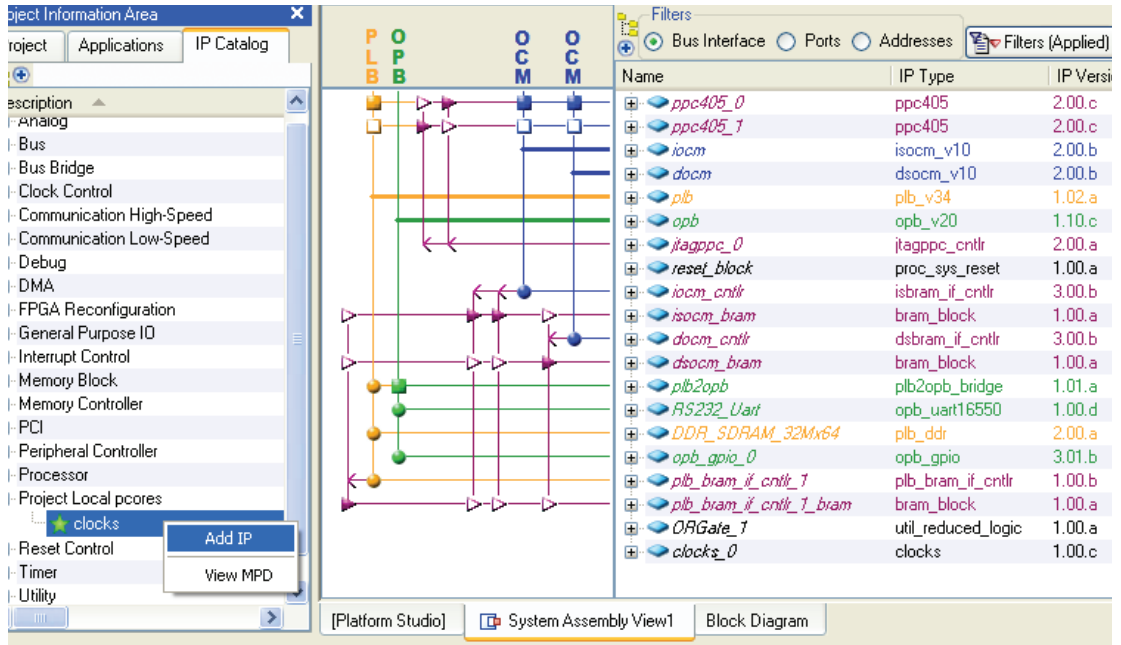 oject Information Area
roject Applications IP Catalog
escription
Analog
Bus
Bus Bridge
Clock Control
Communication High-Speed
Communication Low-Speed
Debug
DMA
FPGA Reconfiguration
General Purpose IO
Interrupt Control
Memory Block
Memory Controller
PCI
Peripheral Controller
Processor
Project Local pcores
clocks
Reset Control
Timer
Utility
Add IP
View MPD
PLB
OPB
OCM
OCM
Filters
Bus Interface Ports Addresses Filters (Applied)
Name IP Type IP Versi
ppc405_0 ppc405 2.00.c
ppc405_1 ppc405 2.00.c
iocm isocm_v10 2.00.b
docm dsocm_v10 2.00.b
plb plb_v34 1.02.a
opb opb_v20 1.10.c
jtagppc_0 jtagppc_cntlr 2.00.a
reset_block proc_sys_reset 1.00.a
iocm_cntlr isbram_if_cntlr 3.00.b
isocm_bram bram_block 1.00.a
docm_cntlr dsbram_if_cntlr 3.00.b
dsocm_bram bram_block 1.00.a
plb2opb plb2opb_bridge 1.01.a
RS232_Uart opb_uart16550 1.00.d
DDR_SDRAM_32Mx64 plb_ddr 2.00.a
opb_gpio_0 opb_gpio 3.01.b
plb_bram_if_cntlr_1 plb_bram_if_cntlr 1.00.b
plb_bram_if_cntlr_1_bram bram_block 1.00.a
ORGate_1 util_reduced_logic 1.00.a
clocks_0 clocks 1.00.c
[Platform Studio] System Assembly View1 Block Diagram